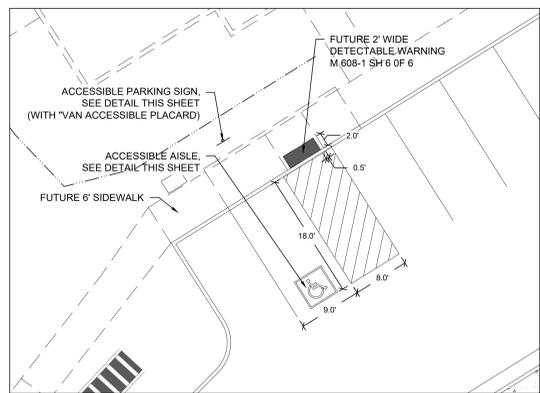 FUTURE 2' WIDE
DETECTABLE WARNING
M 608-1 SH 6 0F 6
ACCESSIBLE PARKING SIGN,
SEE DETAIL THIS SHEET
(WITH "VAN ACCESSIBLE PLACARD)
ACCESSIBLE AISLE,
SEE DETAIL THIS SHEET
FUTURE 6' SIDEWALK
2.0'
0.5'
18.0'
8.0'
9.0'